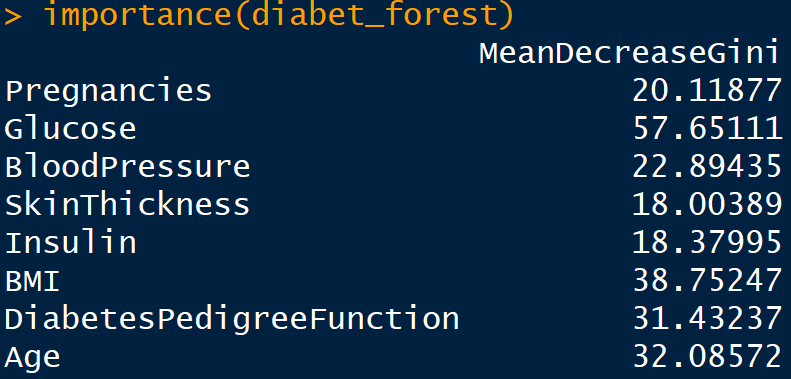 > importance(diabet_forest)
MeanDecreaseGini
Pregnancies 20.11877
Glucose 57.65111
BloodPressure 22.89435
SkinThickness 18.00389
Insulin 18.37995
BMI 38.75247
DiabetesPedigreeFunction 31.43237
Age 32.08572